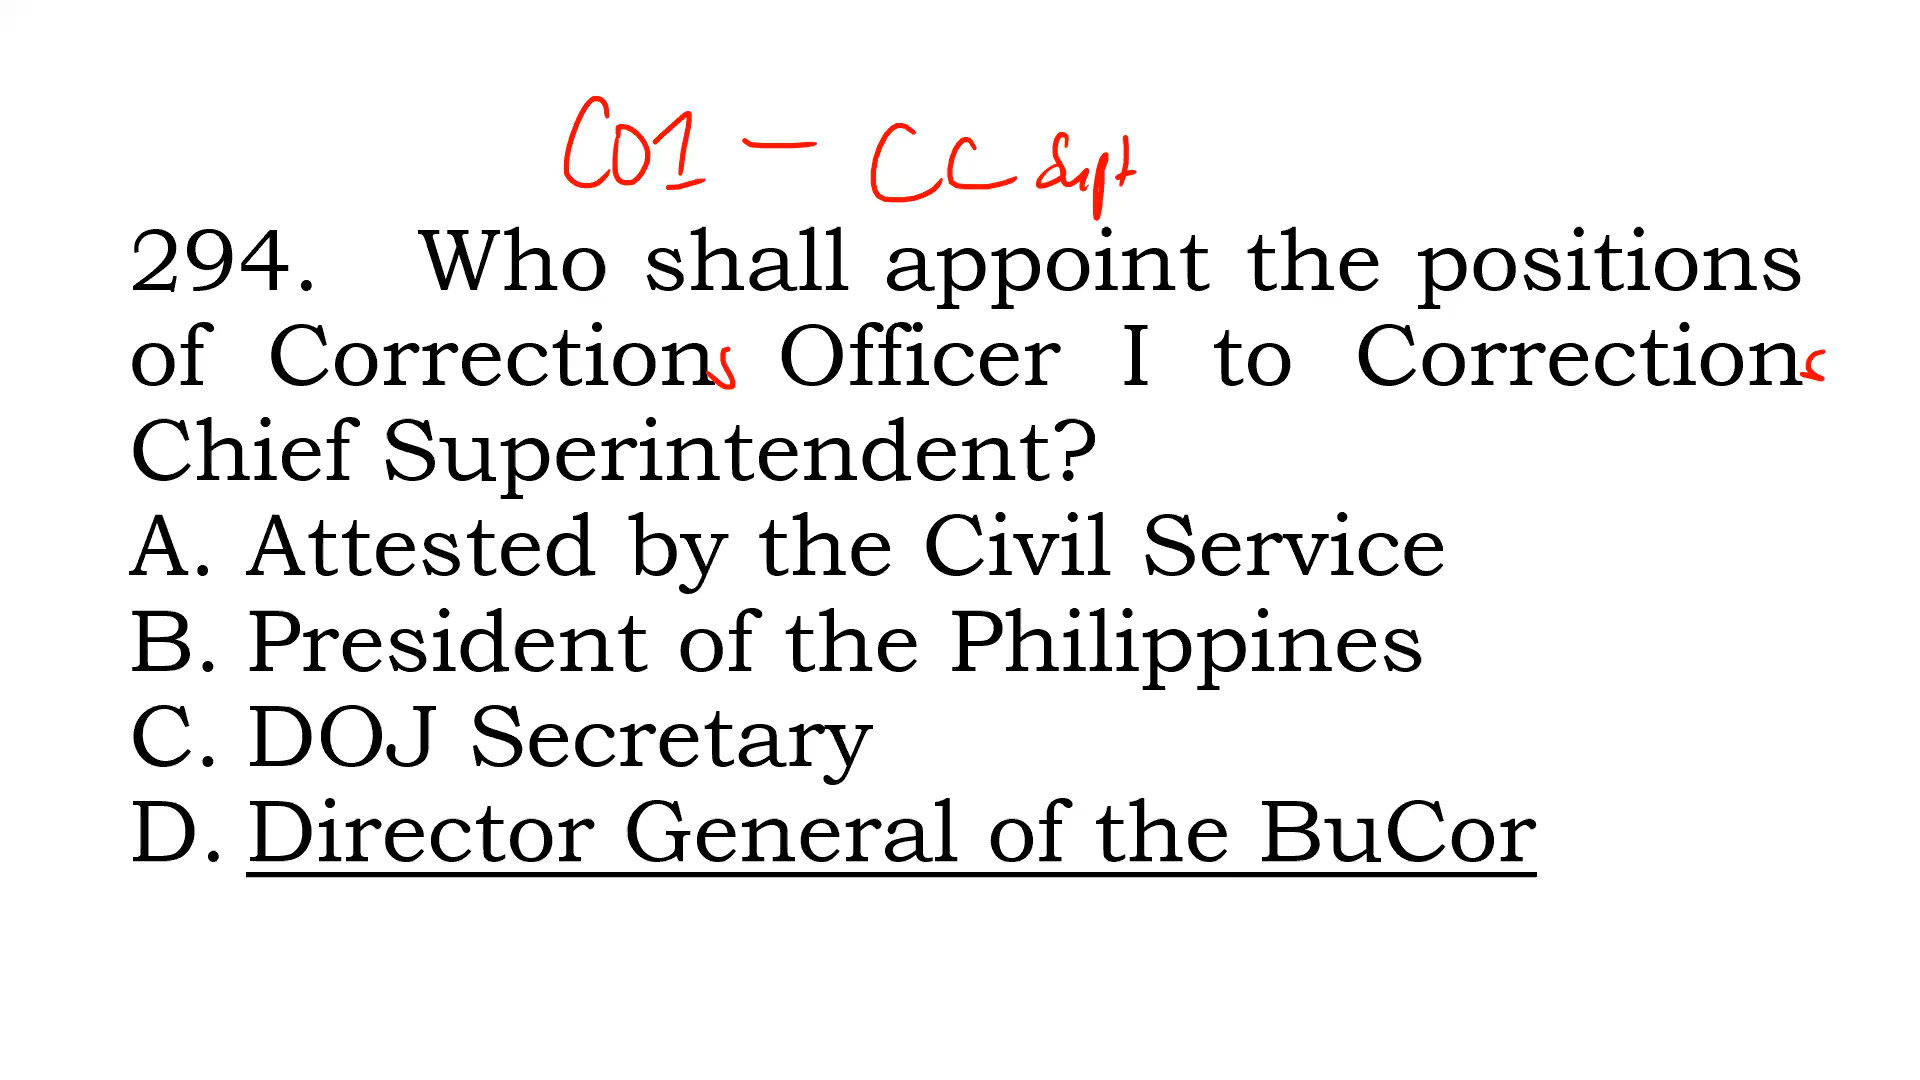 CO1 — CC Supt
294. Who shall appoint the positions
of Corrections Officer I to Corrections
Chief Superintendent?
A. Attested by the Civil Service
B. President of the Philippines
C. DOJ Secretary
D. Director General of the BuCor